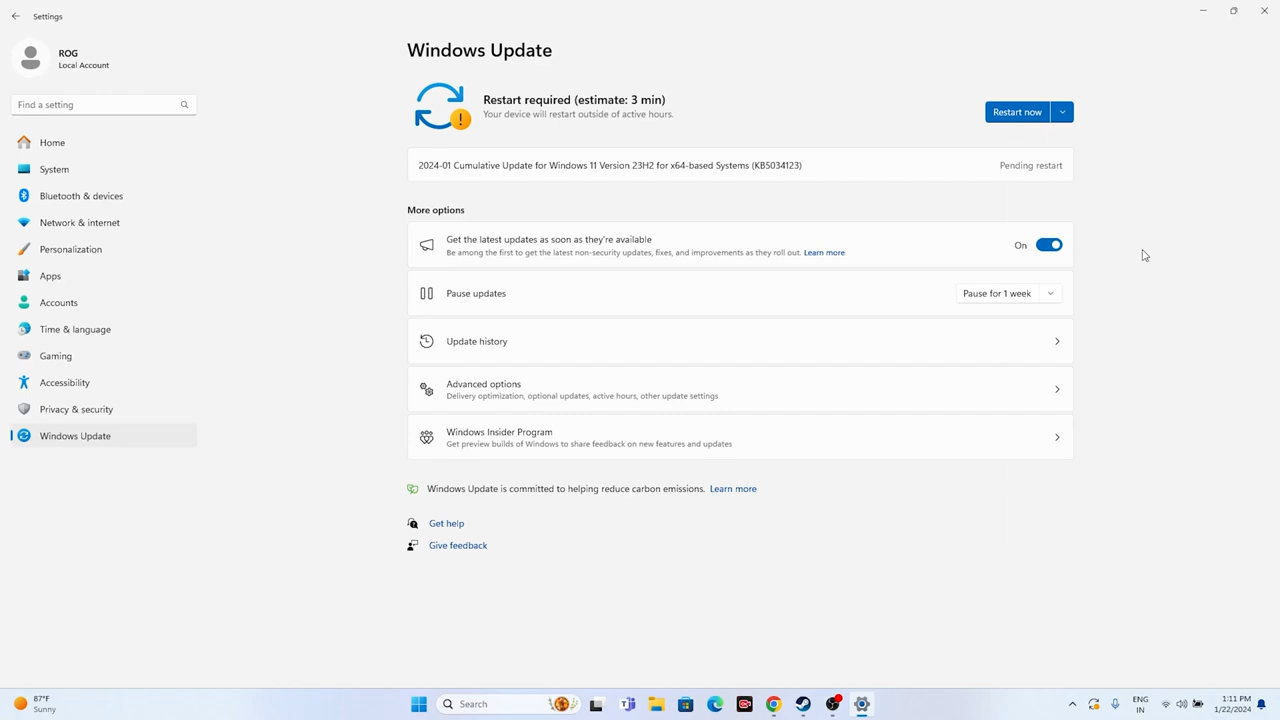 Settings
ROG
Local Account
Find a setting
Home
System
Bluetooth & devices
Network & internet
Personalization
Apps
Accounts
Time & language
Gaming
Accessibility
Privacy & security
Windows Update
Windows Update
Restart required (estimate: 3 min)
Your device will restart outside of active hours.
Restart now
2024-01 Cumulative Update for Windows 11 Version 23H2 for x64-based Systems (KB5034123)
Pending restart
More options
Get the latest updates as soon as they're available
Be among the first to get the latest non-security updates, fixes, and improvements as they roll out. Learn more
On
Pause updates
Pause for 1 week
Update history
Advanced options
Delivery optimization, optional updates, active hours, other update settings
Windows Insider Program
Get preview builds of Windows to share feedback on new features and updates
Windows Update is committed to helping reduce carbon emissions. Learn more
Get help
Give feedback
87°F
Sunny
Search
ENG
IN
1:11 PM
1/22/2024